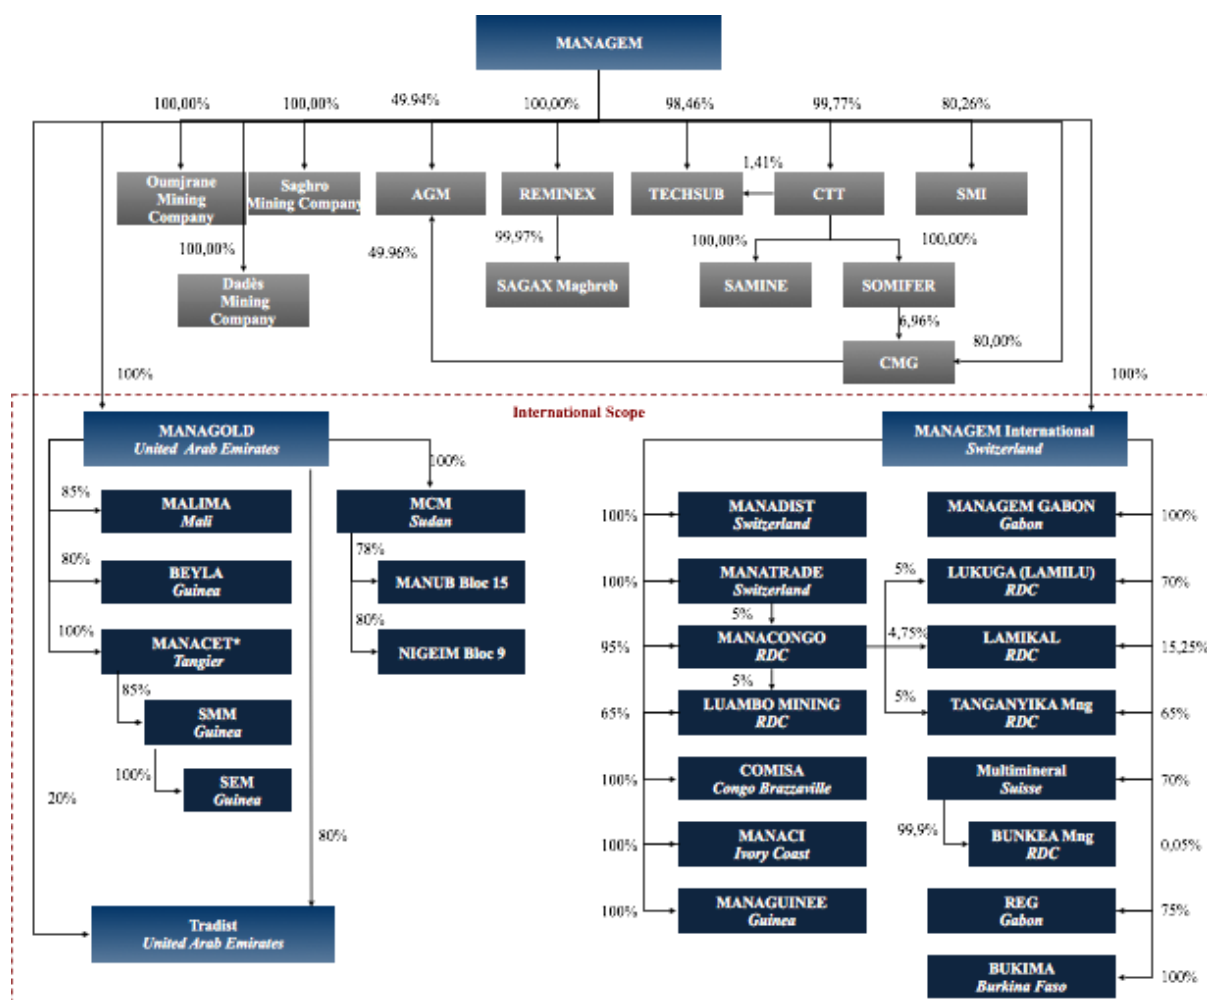 MANAGEM
100,00%
100,00%
49.94%
100,00%
98,46%
99,77%
80,26%
Oumjrane
Mining
Company
Saghro
Mining Company
AGM
REMINEX
TECHSUB
1,41%
CTT
SMI
100,00%
49.96%
99,97%
100,00%
100,00%
Dadès
Mining
Company
SAGAX Maghreb
SAMINE
SOMIFER
6,96%
80,00%
CMG
100%
100%
International Scope
MANAGOLD
United Arab Emirates
MANAGEM International
Switzerland
100%
85%
MALIMA
Mali
MCM
Sudan
100%
MANADIST
Switzerland
MANAGEM GABON
Gabon
100%
78%
80%
BEYLA
Guinea
MANUB Bloc 15
100%
MANATRADE
Switzerland
5%
LUKUGA (LAMILU)
RDC
70%
5%
80%
100%
MANACET*
Tangier
NIGEIM Bloc 9
95%
MANACONGO
RDC
4,75%
LAMIKAL
RDC
15,25%
5%
85%
SMM
Guinea
65%
LUAMBO MINING
RDC
5%
TANGANYIKA Mng
RDC
65%
100%
SEM
Guinea
100%
COMISA
Congo Brazzaville
Multimineral
Suisse
70%
20%
80%
99,9%
100%
MANACI
Ivory Coast
BUNKEA Mng
RDC
0,05%
100%
MANAGUINEE
Guinea
REG
Gabon
75%
Tradist
United Arab Emirates
BUKIMA
Burkina Faso
100%